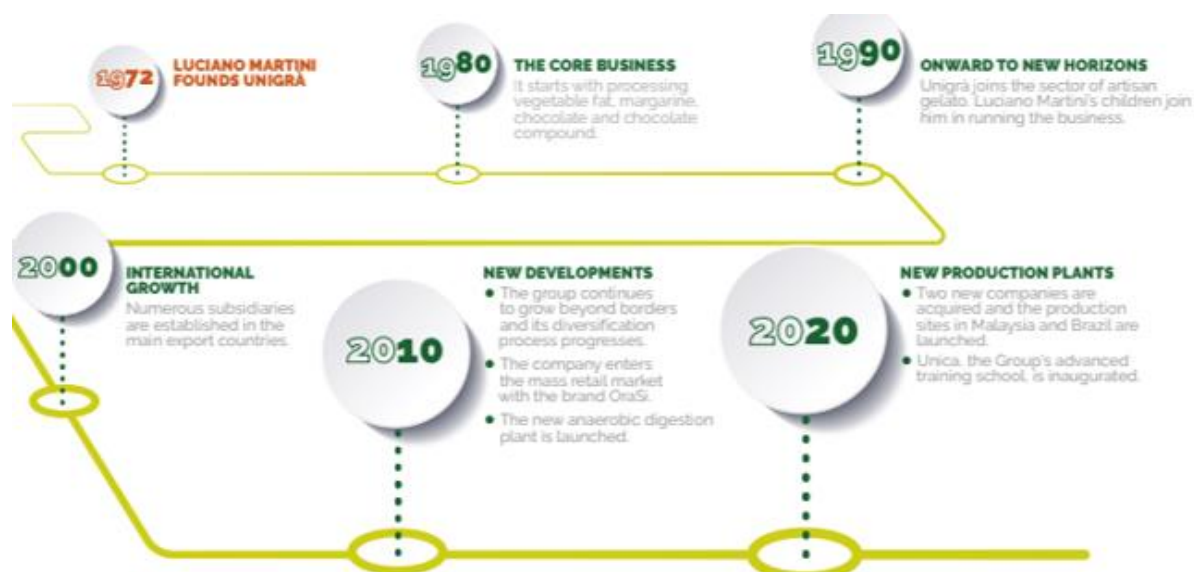 1972
LUCIANO MARTINI
FOUNDS UNIGRÀ
1980
THE CORE BUSINESS
It starts with processing
vegetable fat, margarine,
chocolate and chocolate
compound.
1990
ONWARD TO NEW HORIZONS
Unigrà joins the sector of artisan
gelato. Luciano Martini's children join
him in running the business.
2000
INTERNATIONAL
GROWTH
Numerous subsidiaries
are established in the
main export countries.
2010
NEW DEVELOPMENTS
• The group continues
to grow beyond borders
and its diversification
process progresses.
• The company enters
the mass retail market
with the brand OraSì.
• The new anaerobic digestion
plant is launched.
2020
NEW PRODUCTION PLANTS
• Two new companies are
acquired and the production
sites in Malaysia and Brazil are
launched.
• Unica, the Group's advanced
training school, is inaugurated.